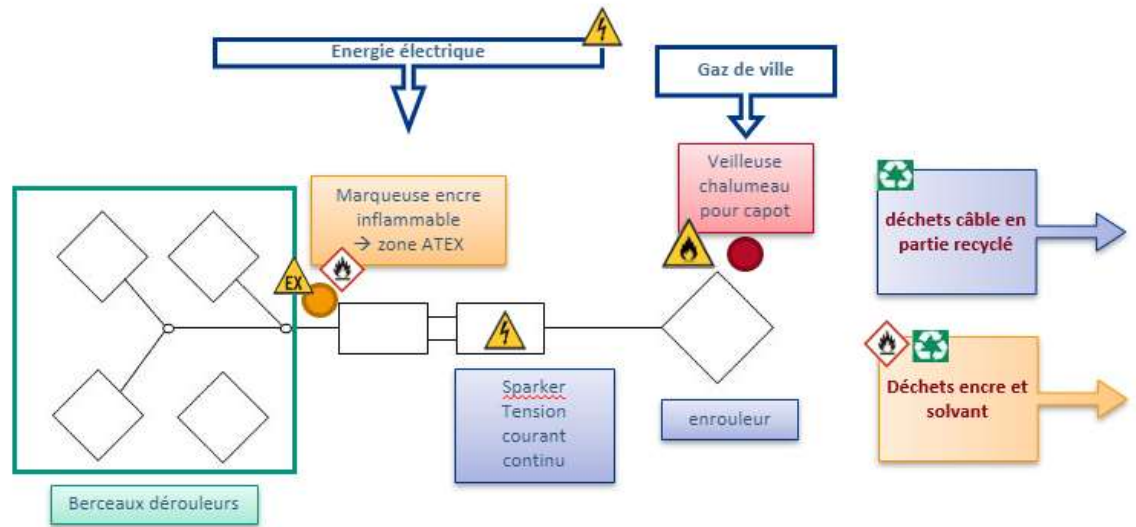 Energie électrique
Gaz de ville
Veilleuse
chalumeau
pour capot
Marqueuse encre
inflammable
→ zone ATEX
EX
déchets câble en
partie recyclé
Sparker
Tension
courant
continu
enrouleur
Déchets encre et
solvant
Berceaux dérouleurs